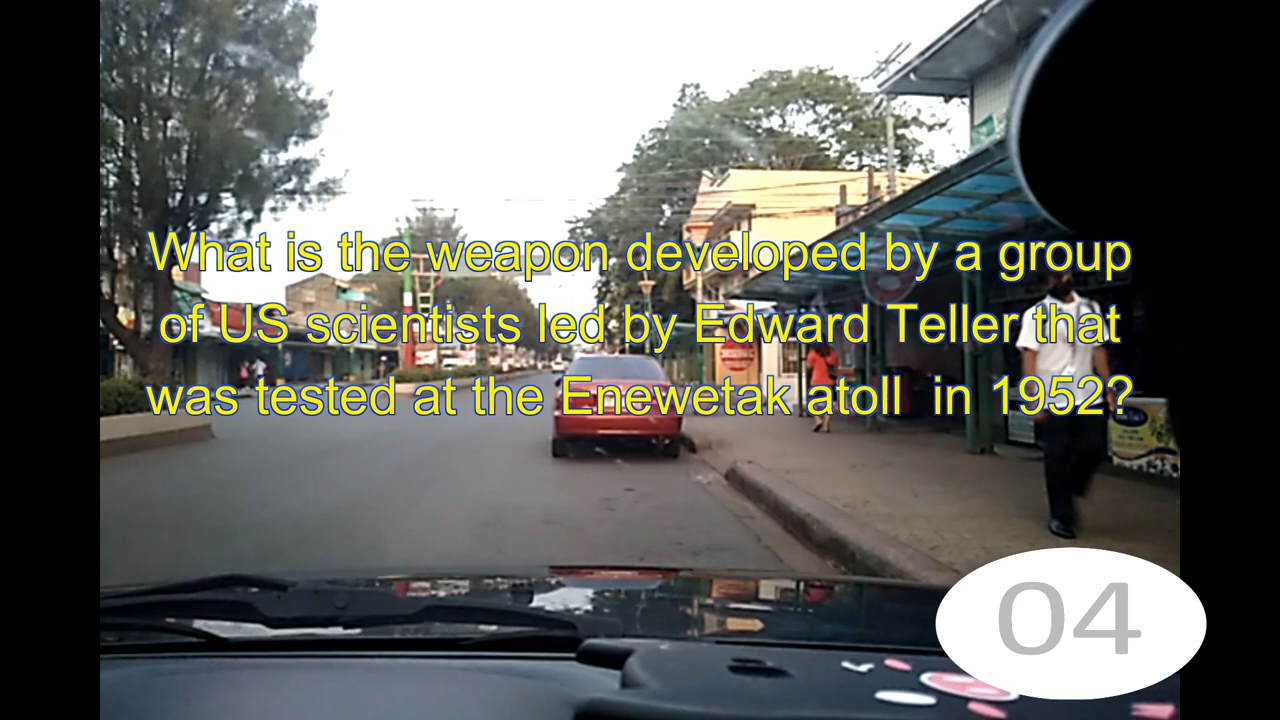 What is the weapon developed by a group
of US scientists led by Edward Teller that
was tested at the Enewetak atoll  in 1952?
04